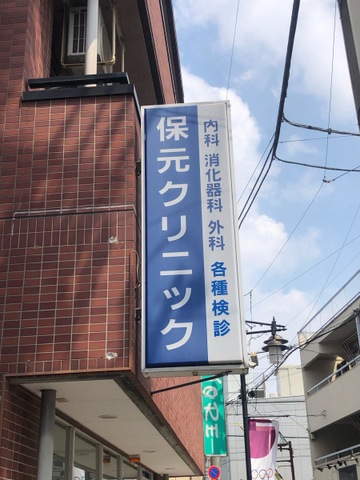 保元クリニック
内科 消化器科 外科 各種検診